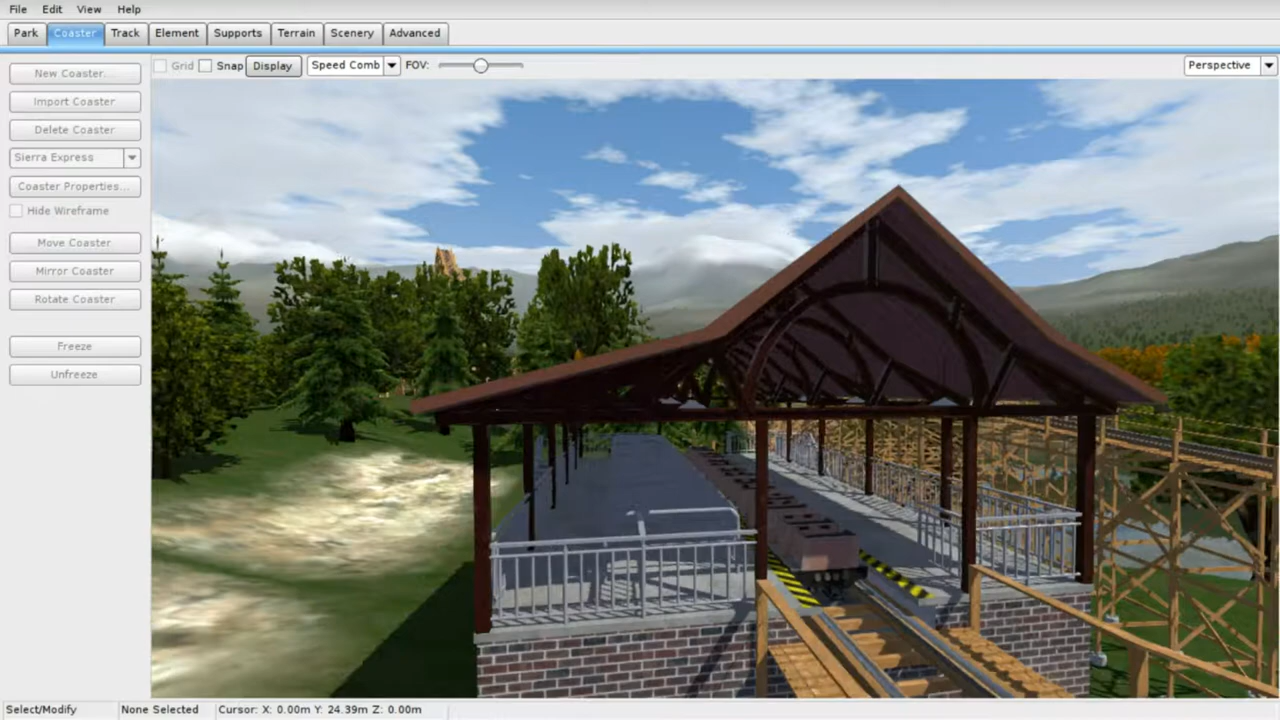 File Edit View Help
Park Coaster Track Element Supports Terrain Scenery Advanced
Grid Snap Display Speed Comb FOV: Perspective
New Coaster...
Import Coaster
Delete Coaster
Sierra Express
Coaster Properties...
Hide Wireframe
Move Coaster
Mirror Coaster
Rotate Coaster
Freeze
Unfreeze
Select/Modify None Selected Cursor: X: 0.00m Y: 24.39m Z: 0.00m